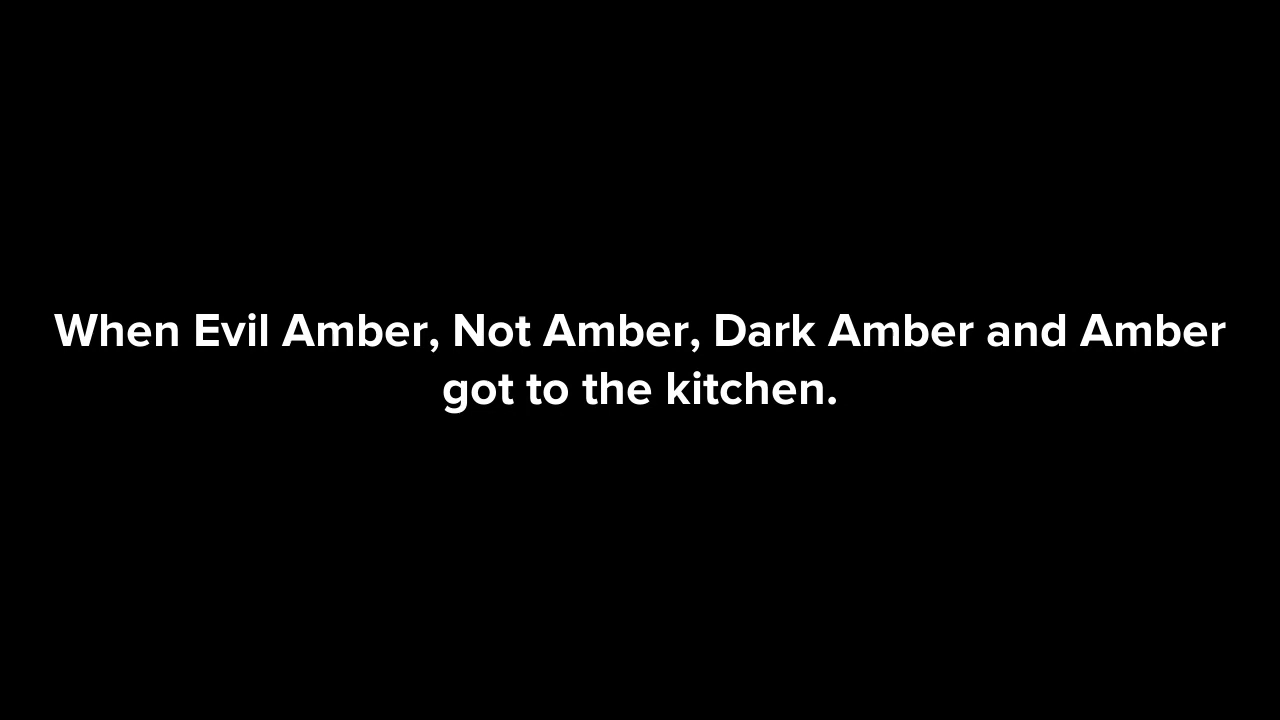 When Evil Amber, Not Amber, Dark Amber and Amber
got to the kitchen.